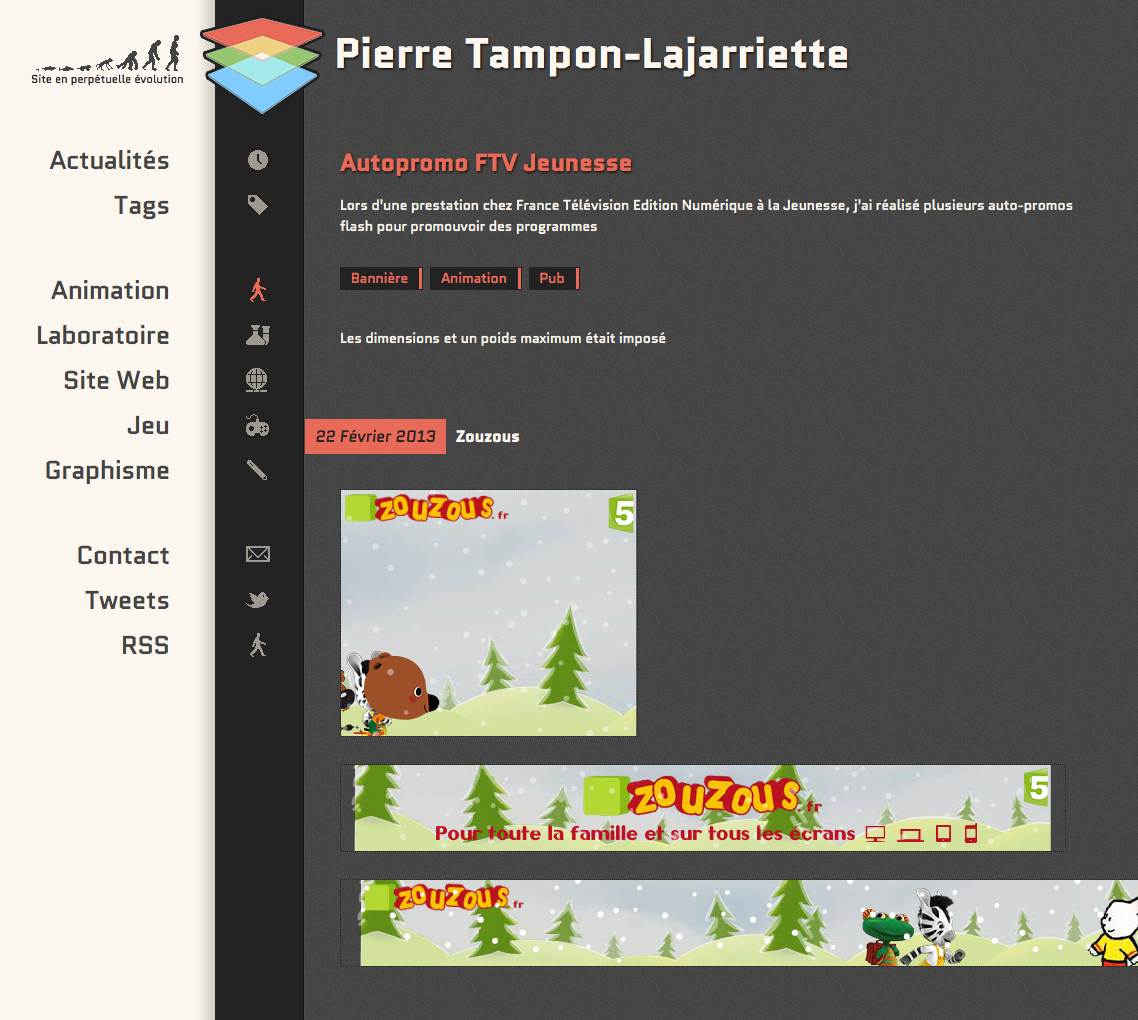 Site en perpétuelle évolution
Pierre Tampon-Lajarriette
Actualités
Tags
Animation
Laboratoire
Site Web
Jeu
Graphisme
Contact
Tweets
RSS
Autopromo FTV Jeunesse
Lors d'une prestation chez France Télévision Edition Numérique à la Jeunesse, j'ai réalisé plusieurs auto-promos
flash pour promouvoir des programmes
Bannière Animation Pub
Les dimensions et un poids maximum était imposé
22 Février 2013 Zouzous
zouzous.fr 5
zouzous.fr 5
Pour toute la famille et sur tous les écrans
zouzous.fr